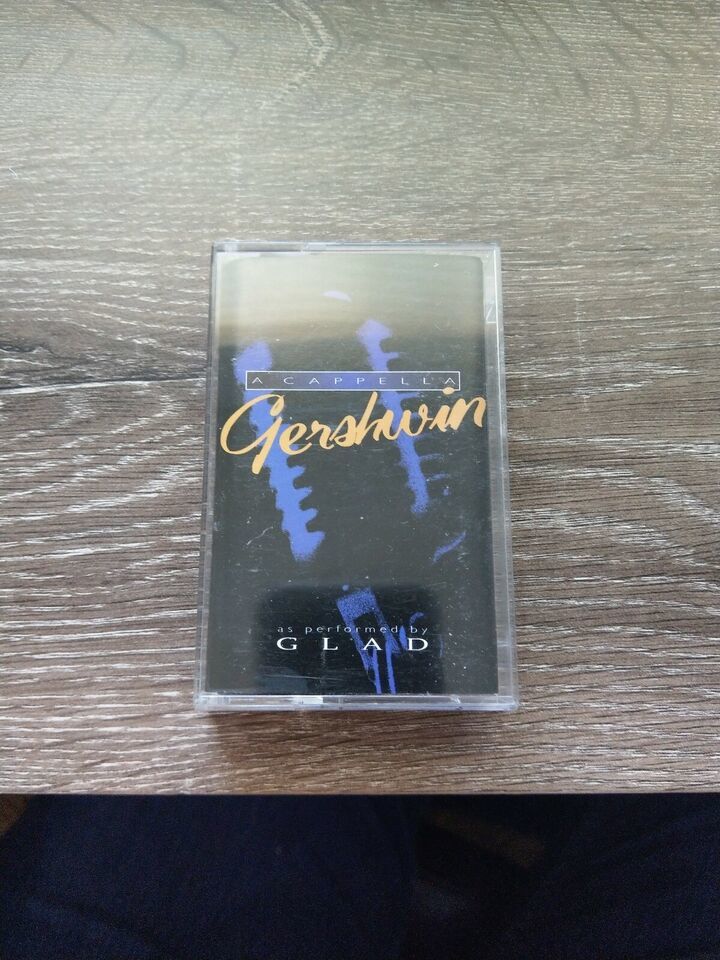 A CAPPELLA
Gershwin
as performed by
GLAD